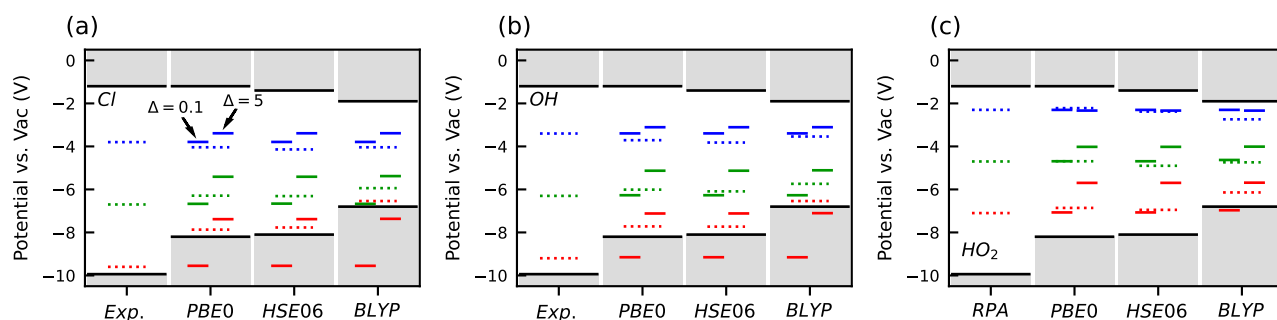 (a)
Potential vs. Vac (V)
0
−2
−4
−6
−8
−10
Cl
Δ = 0.1
Δ = 5
Exp.
PBE0
HSE06
BLYP
(b)
Potential vs. Vac (V)
0
−2
−4
−6
−8
−10
OH
Exp.
PBE0
HSE06
BLYP
(c)
Potential vs. Vac (V)
0
−2
−4
−6
−8
−10
HO₂
RPA
PBE0
HSE06
BLYP